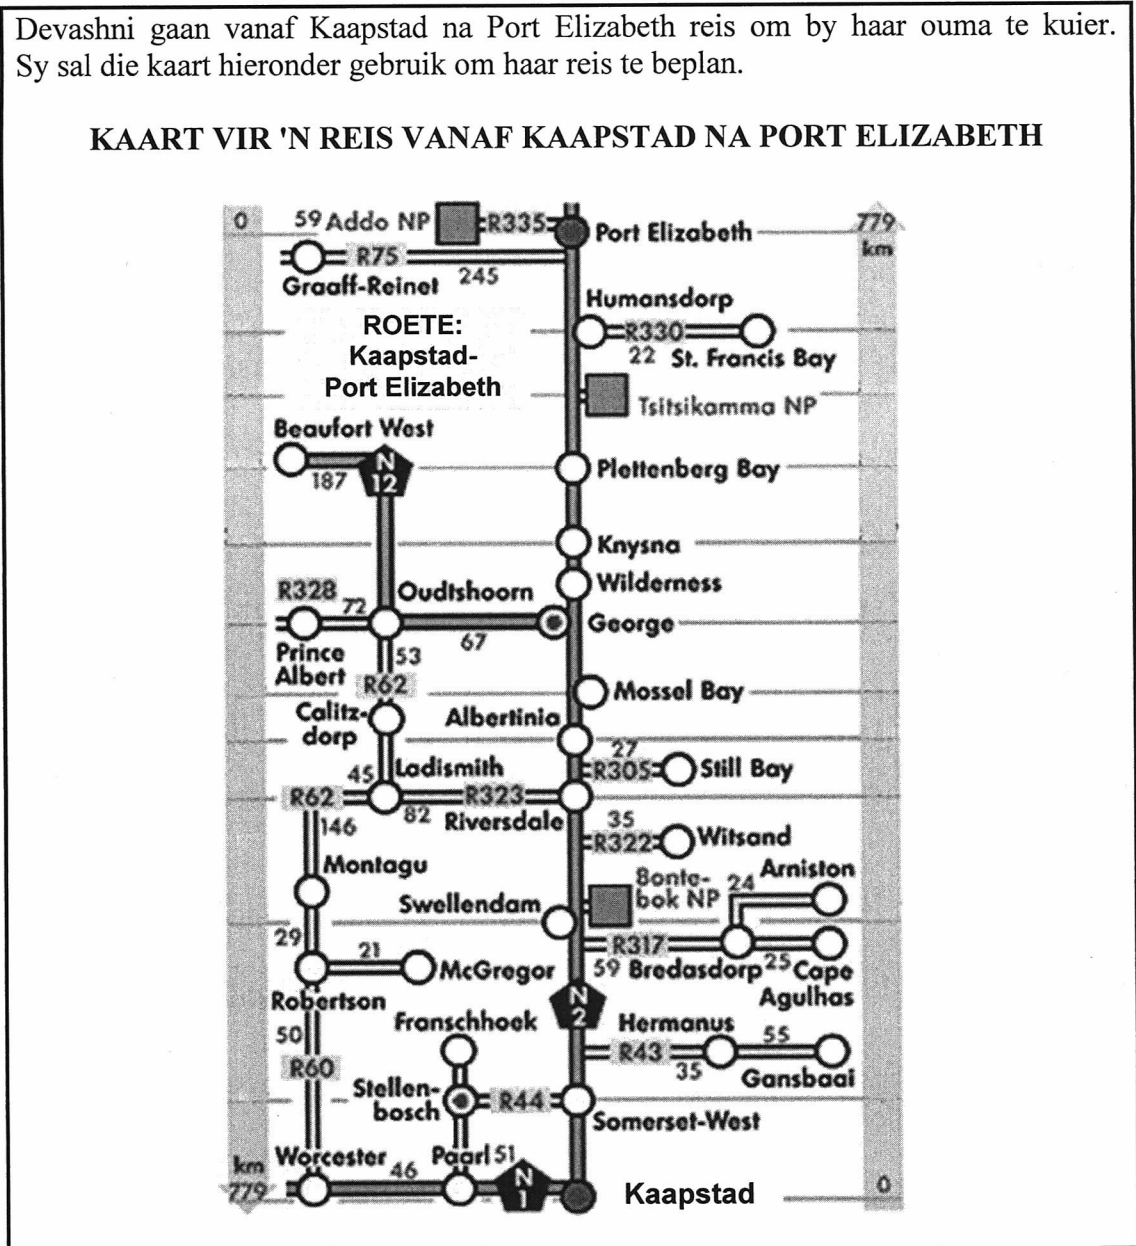 Devashni gaan vanaf Kaapstad na Port Elizabeth reis om by haar ouma te kuier.
Sy sal die kaart hieronder gebruik om haar reis te beplan.
KAART VIR 'N REIS VANAF KAAPSTAD NA PORT ELIZABETH
0
59 Addo NP
R335
Port Elizabeth
779
km
R75
245
Graaff-Reinet
Humansdorp
ROETE:
Kaapstad-
Port Elizabeth
R330
22
St. Francis Bay
Tsitsikamma NP
Beaufort West
N
12
187
Plettenberg Bay
Knysna
Wilderness
R328
72
Oudtshoorn
67
George
Prince
Albert
53
R62
Mossel Bay
Calitz-
dorp
Albertinia
27
R305
Still Bay
45
Ladismith
R62
146
82
R323
Riversdale
35
R322
Witsand
Montagu
Bonte-
bok NP
24
Arniston
Swellendam
29
21
McGregor
R317
59
Bredasdorp
25
Cape
Agulhas
Robertson
N
2
Franschhoek
Hermanus
50
R60
R43
35
55
Gansbaai
Stellen-
bosch
R44
Somerset-West
Worcester
46
Paarl
51
N
1
Kaapstad
km
779
0